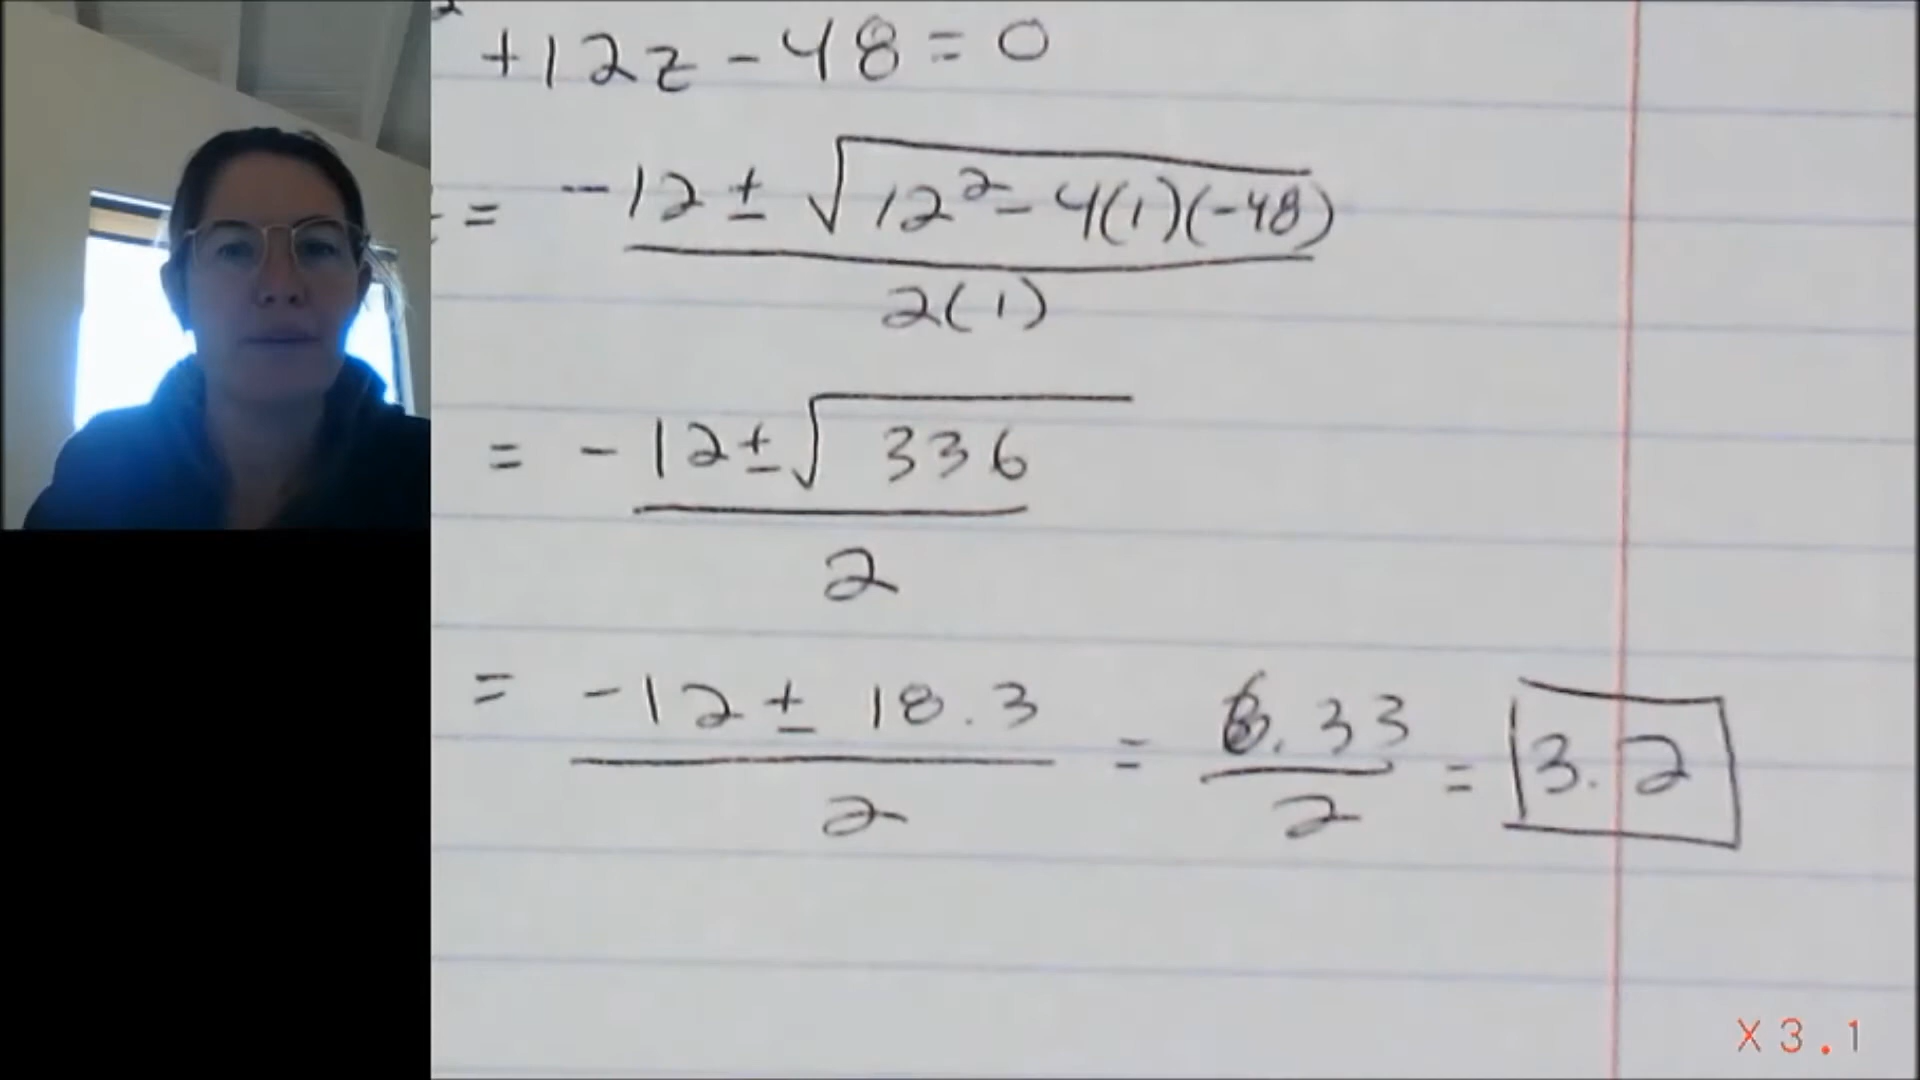 +12z - 48 = 0
= -12 ± √12² - 4(1)(-48)
2(1)
= -12 ± √336
2
= -12 ± 18.3 = 6.33 = 3.2
2 2
X3.1